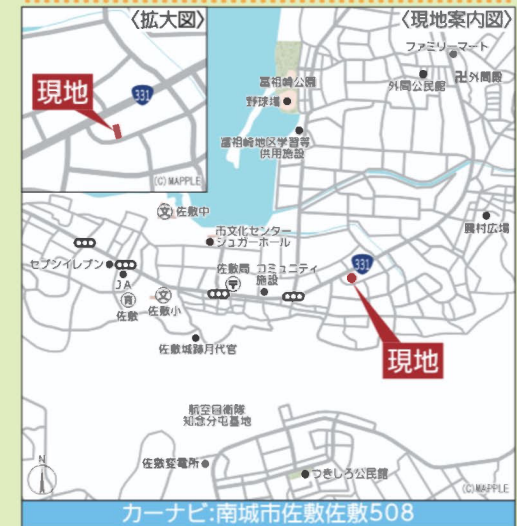 〈拡大図〉
現地
331
(C)MAPPLE
〈現地案内図〉
ファミリーマート
外間公民館
卍外間殿
冨祖崎公園
野球場
冨祖崎地区学習等
供用施設
文 佐敷中
市文化センター
シュガーホール
親村広場
セブンイレブン
JA
育
佐敷
文
佐敷小
佐敷局
〒
コミュニティ
施設
331
現地
佐敷城跡月代宮
航空自衛隊
知念分屯基地
佐敷変電所
つきしろ公民館
N
(C)MAPPLE
カーナビ:南城市佐敷佐敷508